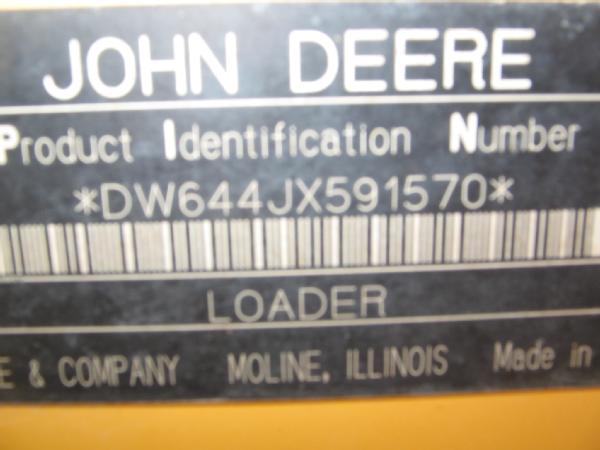 JOHN DEERE
Product Identification Number
*DW644JX591570*
LOADER
E & COMPANY MOLINE, ILLINOIS Made in